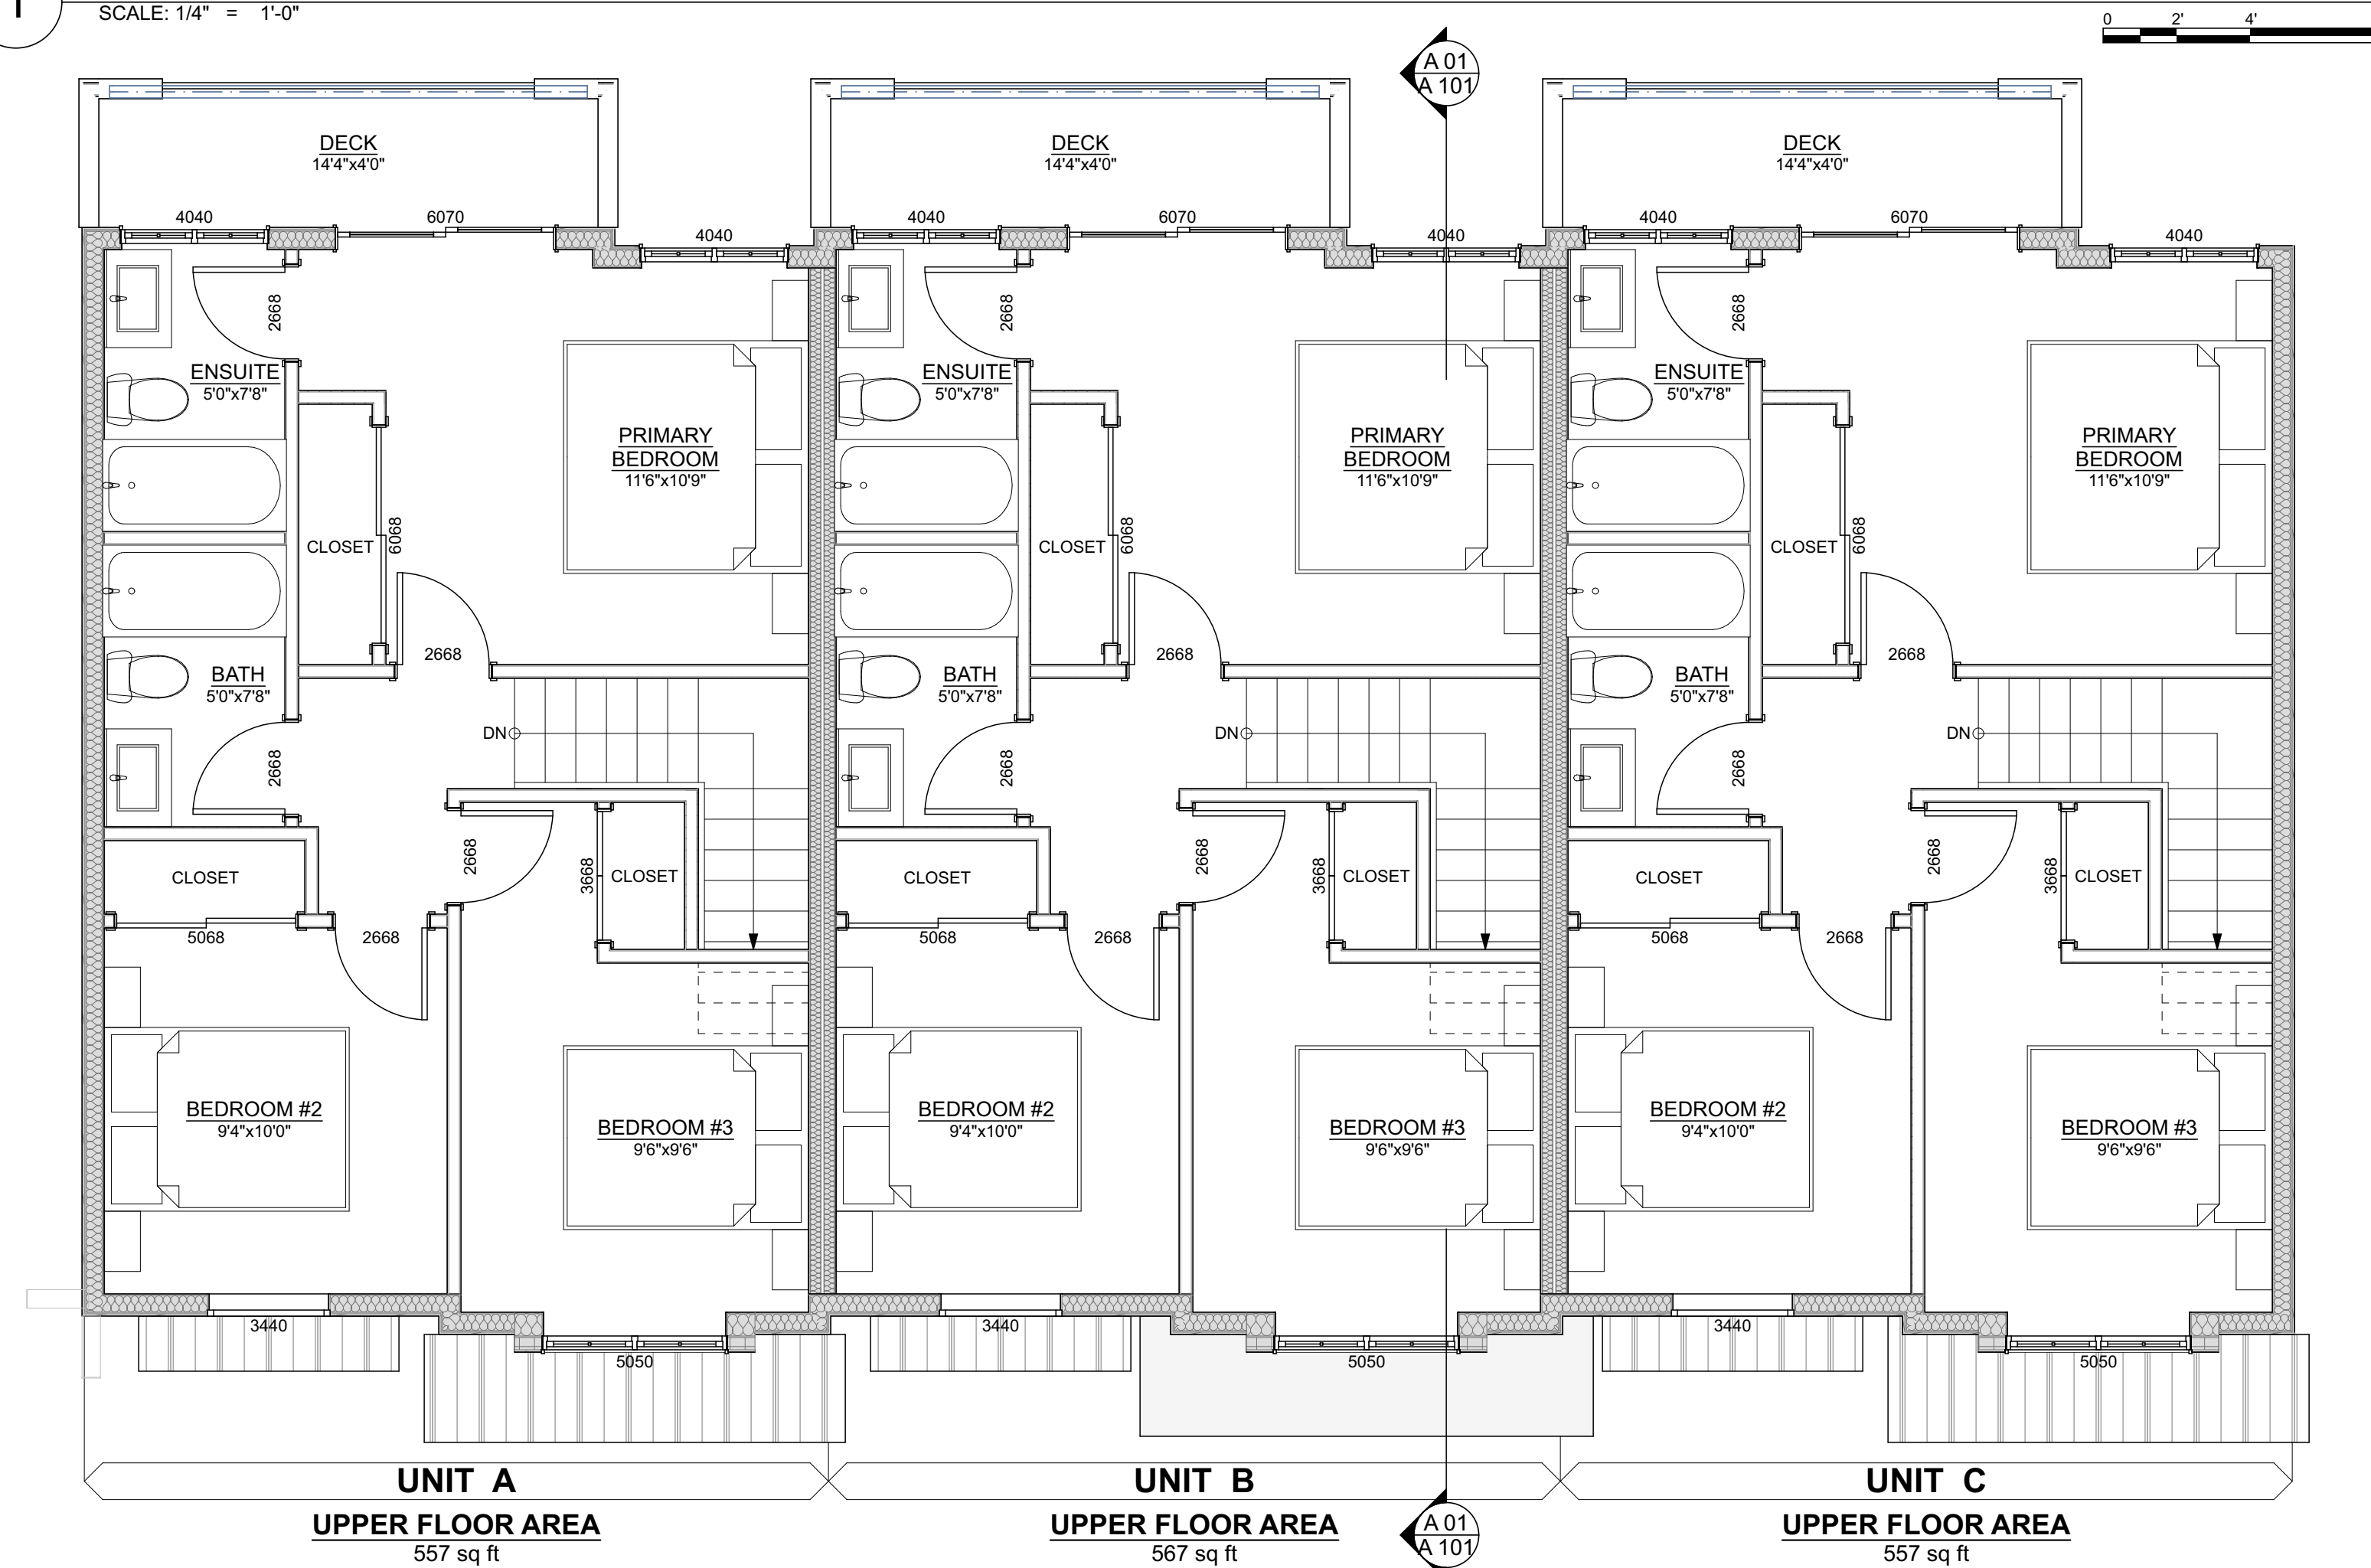 1
SCALE: 1/4" = 1'-0"
0 2' 4'
A 01
A 101
DECK
14'4"x4'0"
DECK
14'4"x4'0"
DECK
14'4"x4'0"
4040 6070 4040
4040 6070 4040
4040 6070 4040
2668
2668
2668
ENSUITE
5'0"x7'8"
ENSUITE
5'0"x7'8"
ENSUITE
5'0"x7'8"
PRIMARY
BEDROOM
11'6"x10'9"
PRIMARY
BEDROOM
11'6"x10'9"
PRIMARY
BEDROOM
11'6"x10'9"
CLOSET
6068
CLOSET
6068
CLOSET
6068
2668
2668
2668
BATH
5'0"x7'8"
BATH
5'0"x7'8"
BATH
5'0"x7'8"
DN
DN
DN
2668
2668
2668
CLOSET
2668
3668
CLOSET
CLOSET
2668
3668
CLOSET
CLOSET
2668
3668
CLOSET
5068
2668
5068
2668
5068
2668
BEDROOM #2
9'4"x10'0"
BEDROOM #3
9'6"x9'6"
BEDROOM #2
9'4"x10'0"
BEDROOM #3
9'6"x9'6"
BEDROOM #2
9'4"x10'0"
BEDROOM #3
9'6"x9'6"
3440
5050
3440
5050
3440
5050
UNIT A
UNIT B
UNIT C
UPPER FLOOR AREA
557 sq ft
UPPER FLOOR AREA
567 sq ft
A 01
A 101
UPPER FLOOR AREA
557 sq ft